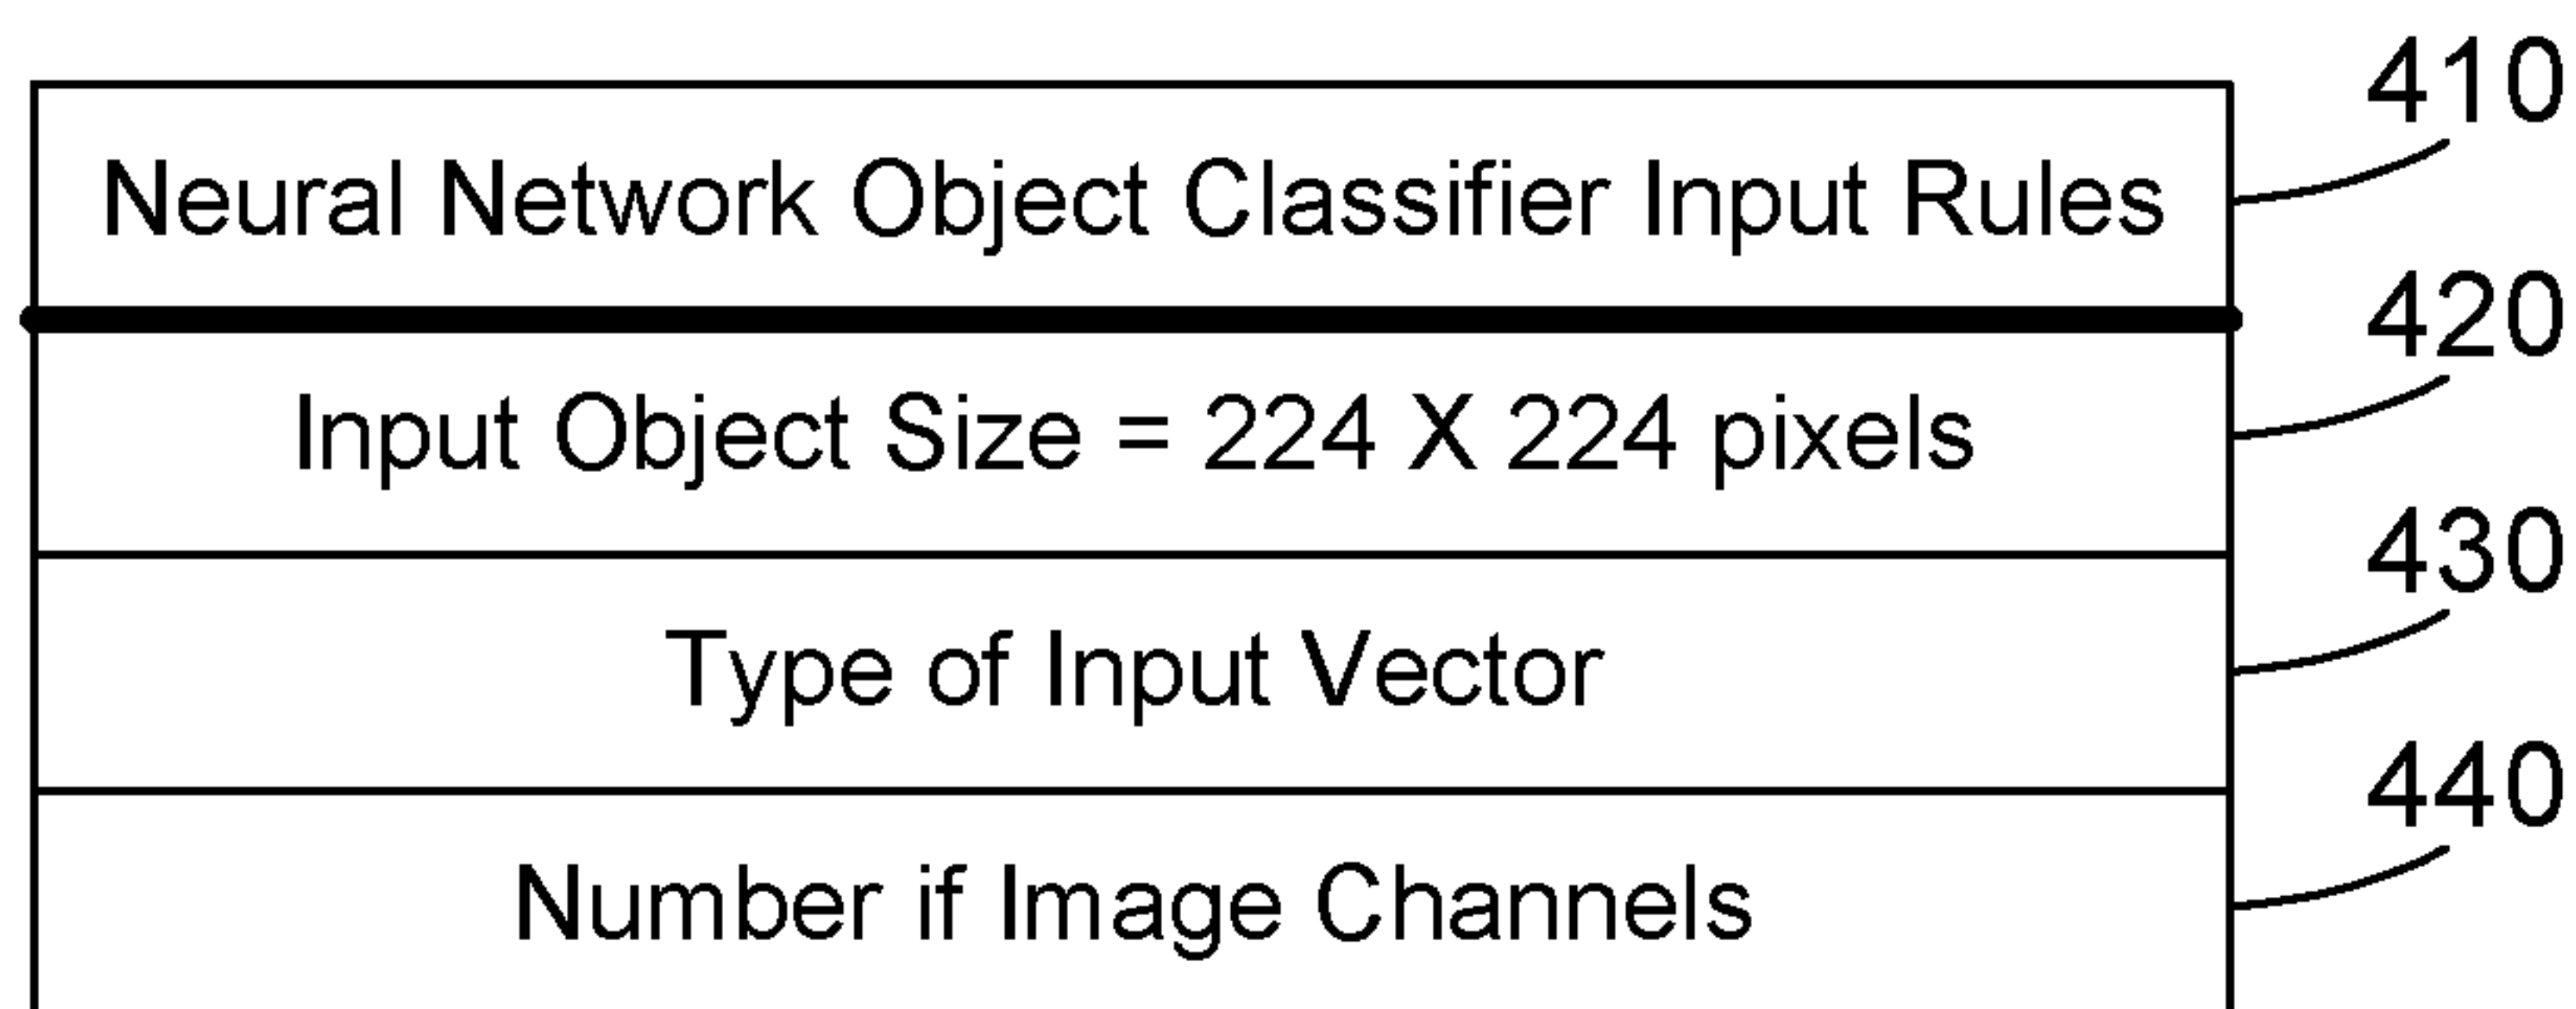 410
Neural Network Object Classifier Input Rules
420
Input Object Size = 224 X 224 pixels
430
Type of Input Vector
440
Number if Image Channels